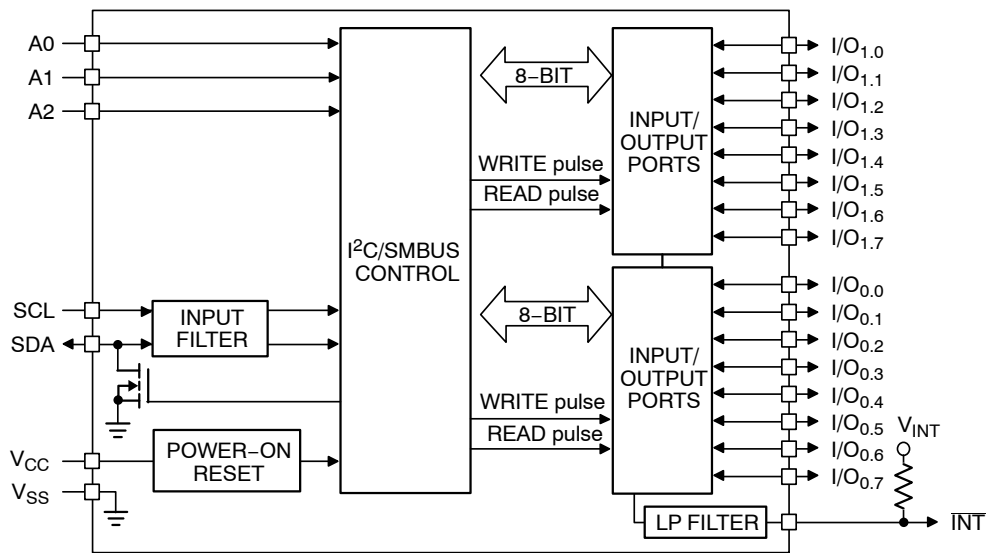 A0
A1
A2
SCL
SDA
V_CC
V_SS
INPUT
FILTER
POWER–ON
RESET
I²C/SMBUS
CONTROL
8–BIT
WRITE pulse
READ pulse
8–BIT
WRITE pulse
READ pulse
INPUT/
OUTPUT
PORTS
INPUT/
OUTPUT
PORTS
LP FILTER
I/O1.0
I/O1.1
I/O1.2
I/O1.3
I/O1.4
I/O1.5
I/O1.6
I/O1.7
I/O0.0
I/O0.1
I/O0.2
I/O0.3
I/O0.4
I/O0.5
I/O0.6
I/O0.7
V_INT
INT